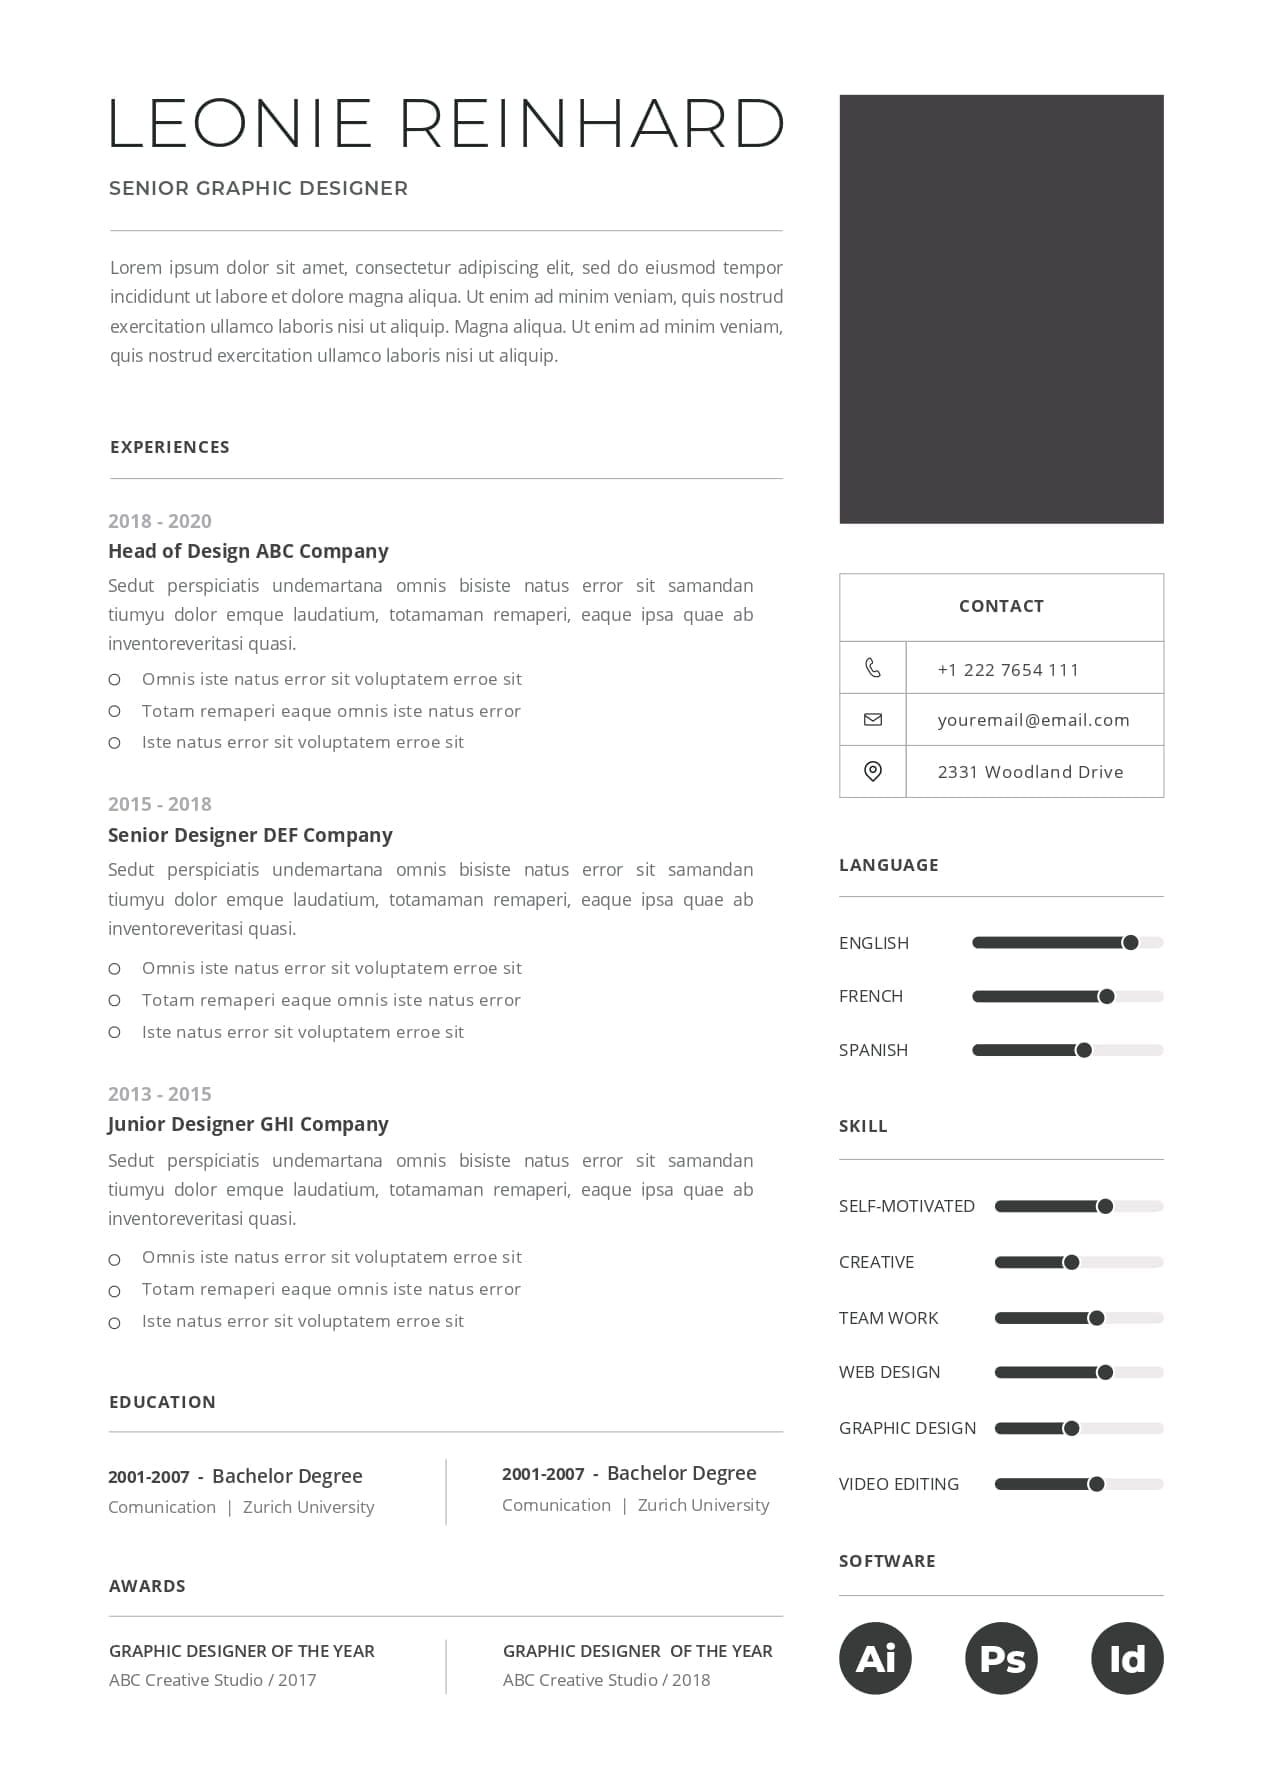 LEONIE REINHARD
SENIOR GRAPHIC DESIGNER
Lorem ipsum dolor sit amet, consectetur adipiscing elit, sed do eiusmod tempor
incididunt ut labore et dolore magna aliqua. Ut enim ad minim veniam, quis nostrud
exercitation ullamco laboris nisi ut aliquip. Magna aliqua. Ut enim ad minim veniam,
quis nostrud exercitation ullamco laboris nisi ut aliquip.
EXPERIENCES
2018 - 2020
Head of Design ABC Company
Sedut perspiciatis undemartana omnis bisiste natus error sit samandan
tiumyu dolor emque laudatium, totamaman remaperi, eaque ipsa quae ab
inventoreveritasi quasi.
Omnis iste natus error sit voluptatem erroe sit
Totam remaperi eaque omnis iste natus error
Iste natus error sit voluptatem erroe sit
2015 - 2018
Senior Designer DEF Company
Sedut perspiciatis undemartana omnis bisiste natus error sit samandan
tiumyu dolor emque laudatium, totamaman remaperi, eaque ipsa quae ab
inventoreveritasi quasi.
Omnis iste natus error sit voluptatem erroe sit
Totam remaperi eaque omnis iste natus error
Iste natus error sit voluptatem erroe sit
2013 - 2015
Junior Designer GHI Company
Sedut perspiciatis undemartana omnis bisiste natus error sit samandan
tiumyu dolor emque laudatium, totamaman remaperi, eaque ipsa quae ab
inventoreveritasi quasi.
Omnis iste natus error sit voluptatem erroe sit
Totam remaperi eaque omnis iste natus error
Iste natus error sit voluptatem erroe sit
EDUCATION
2001-2007 - Bachelor Degree
Comunication | Zurich University
2001-2007 - Bachelor Degree
Comunication | Zurich University
AWARDS
GRAPHIC DESIGNER OF THE YEAR
ABC Creative Studio / 2017
GRAPHIC DESIGNER OF THE YEAR
ABC Creative Studio / 2018
CONTACT
+1 222 7654 111
youremail@email.com
2331 Woodland Drive
LANGUAGE
ENGLISH
FRENCH
SPANISH
SKILL
SELF-MOTIVATED
CREATIVE
TEAM WORK
WEB DESIGN
GRAPHIC DESIGN
VIDEO EDITING
SOFTWARE
Ai Ps Id